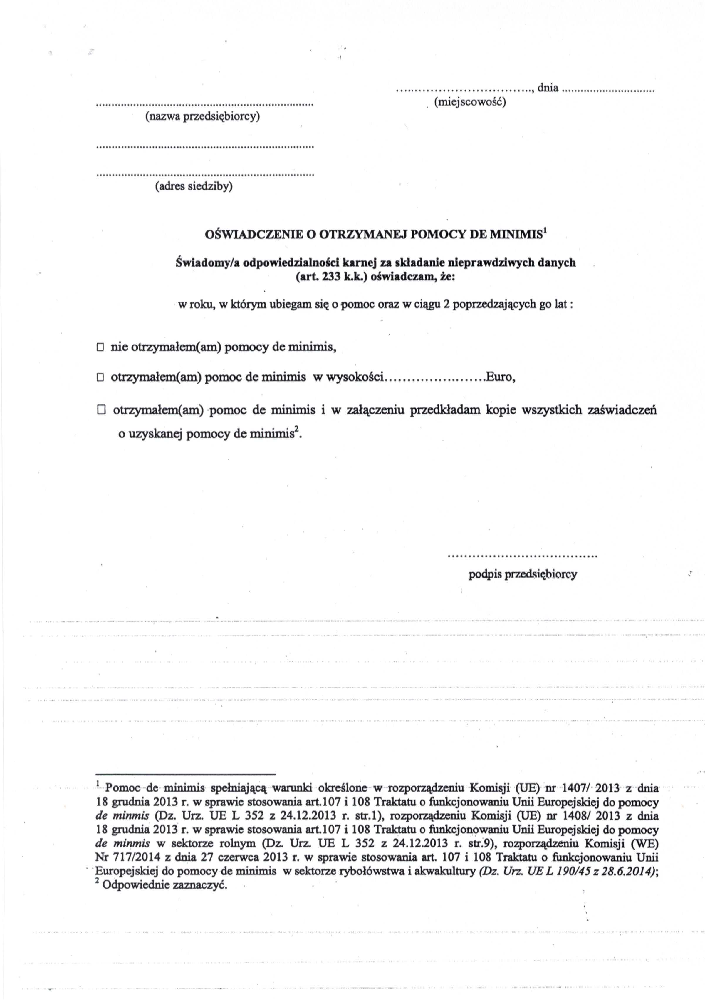 ................................., dnia ..............................
(miejscowość)
......................................................................
(nazwa przedsiębiorcy)
......................................................................
......................................................................
(adres siedziby)
OŚWIADCZENIE O OTRZYMANEJ POMOCY DE MINIMIS¹
Świadomy/a odpowiedzialności karnej za składanie nieprawdziwych danych
(art. 233 k.k.) oświadczam, że:
w roku, w którym ubiegam się o pomoc oraz w ciągu 2 poprzedzających go lat :
□ nie otrzymałem(am) pomocy de minimis,
□ otrzymałem(am) pomoc de minimis w wysokości........................Euro,
□ otrzymałem(am) pomoc de minimis i w załączeniu przedkładam kopie wszystkich zaświadczeń
o uzyskanej pomocy de minimis².
.....................................
podpis przedsiębiorcy
¹ Pomoc de minimis spełniającą warunki określone w rozporządzeniu Komisji (UE) nr 1407/ 2013 z dnia
18 grudnia 2013 r. w sprawie stosowania art.107 i 108 Traktatu o funkcjonowaniu Unii Europejskiej do pomocy
de minmis (Dz. Urz. UE L 352 z 24.12.2013 r. str.1), rozporządzeniu Komisji (UE) nr 1408/ 2013 z dnia
18 grudnia 2013 r. w sprawie stosowania art.107 i 108 Traktatu o funkcjonowaniu Unii Europejskiej do pomocy
de minmis w sektorze rolnym (Dz. Urz. UE L 352 z 24.12.2013 r. str.9), rozporządzeniu Komisji (WE)
Nr 717/2014 z dnia 27 czerwca 2013 r. w sprawie stosowania art. 107 i 108 Traktatu o funkcjonowaniu Unii
Europejskiej do pomocy de minimis w sektorze rybołówstwa i akwakultury (Dz. Urz. UE L 190/45 z 28.6.2014);
² Odpowiednie zaznaczyć.